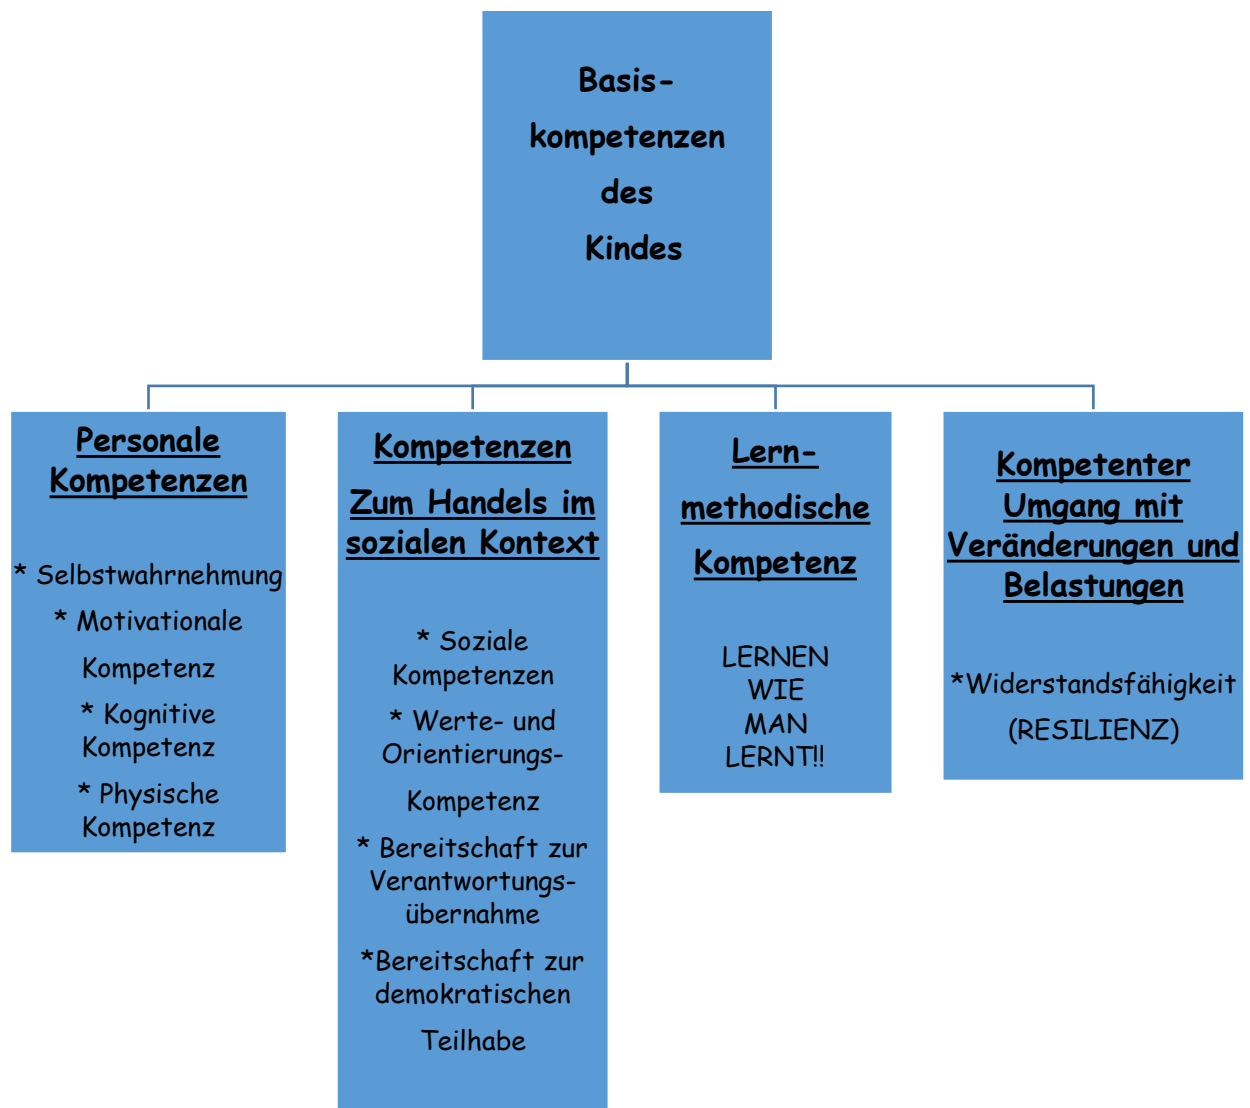 Basis-
kompetenzen
des
Kindes
Personale
Kompetenzen
* Selbstwahrnehmung
* Motivationale
Kompetenz
* Kognitive
Kompetenz
* Physische
Kompetenz
Kompetenzen
Zum Handels im
sozialen Kontext
* Soziale
Kompetenzen
* Werte- und
Orientierungs-
Kompetenz
* Bereitschaft zur
Verantwortungs-
übernahme
*Bereitschaft zur
demokratischen
Teilhabe
Lern-
methodische
Kompetenz
LERNEN
WIE
MAN
LERNT!!
Kompetenter
Umgang mit
Veränderungen und
Belastungen
*Widerstandsfähigkeit
(RESILIENZ)